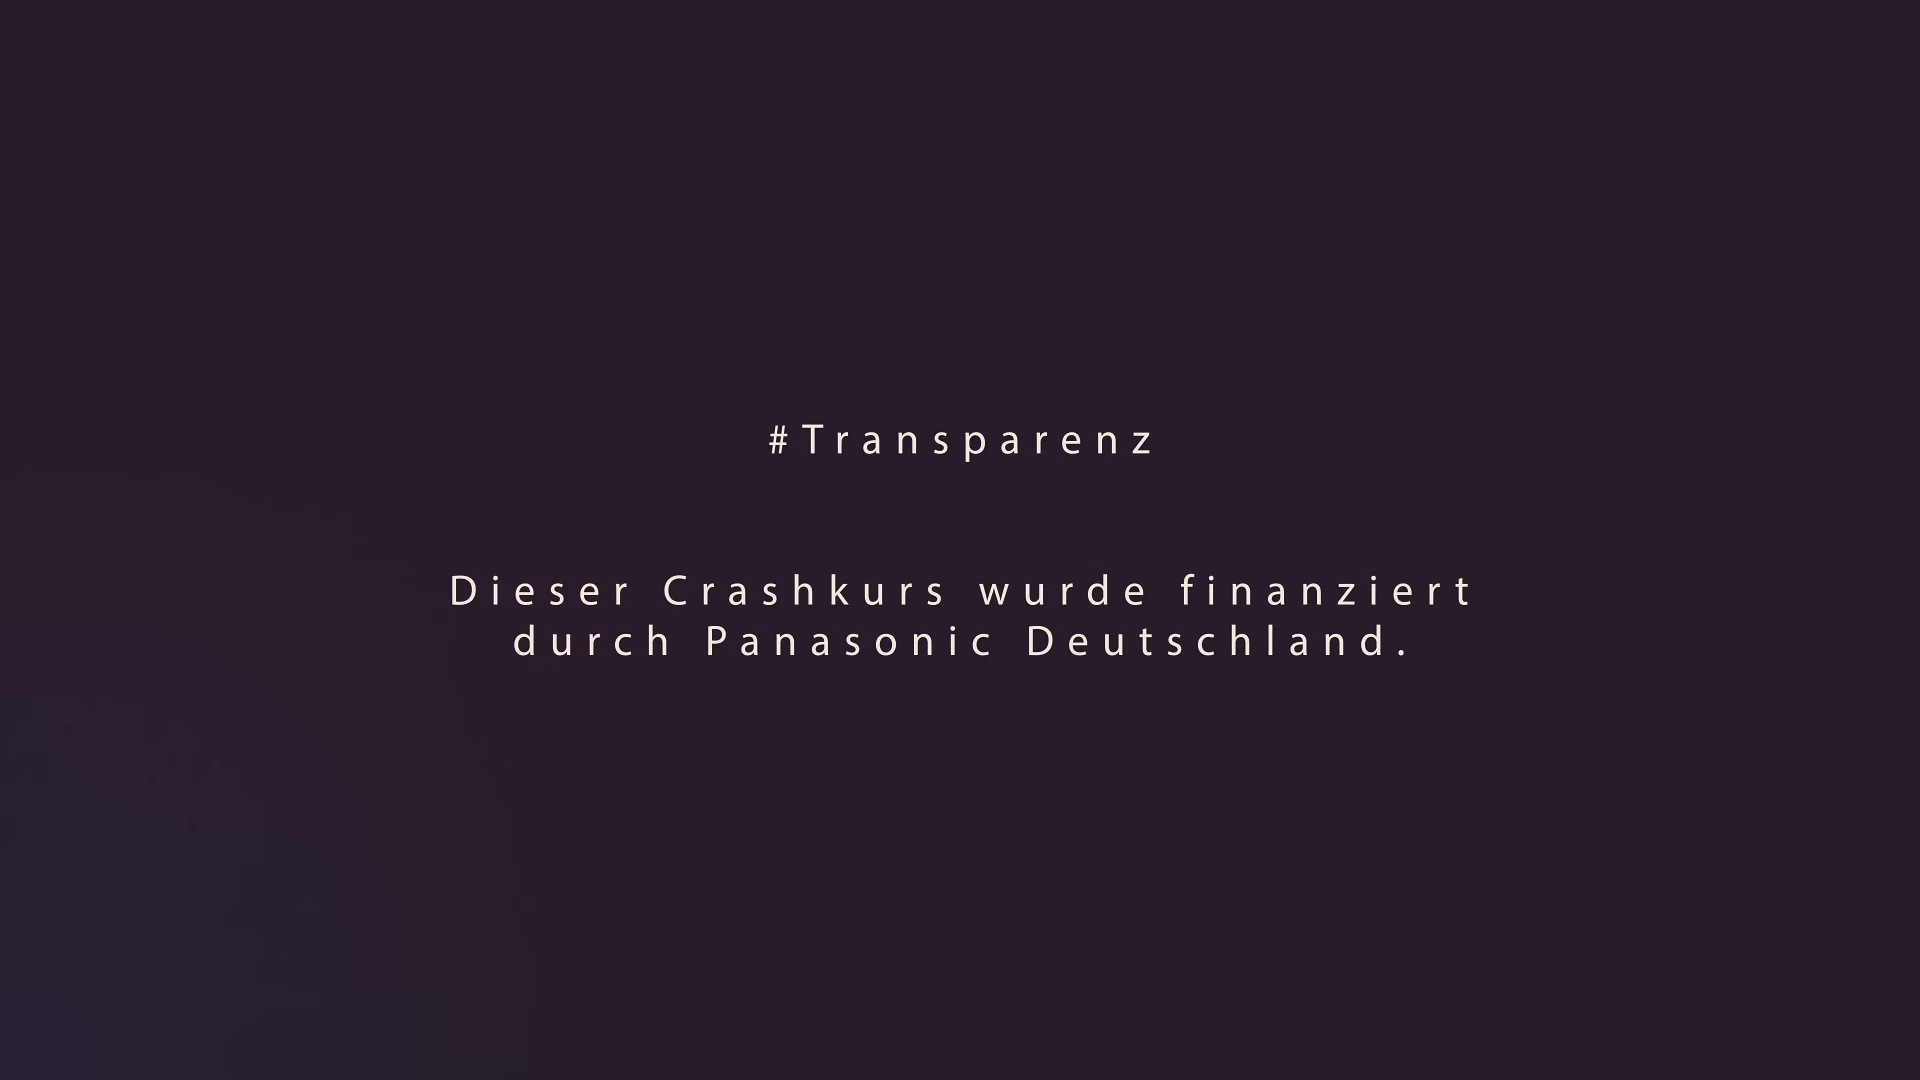 #Transparenz
Dieser Crashkurs wurde finanziert
durch Panasonic Deutschland.